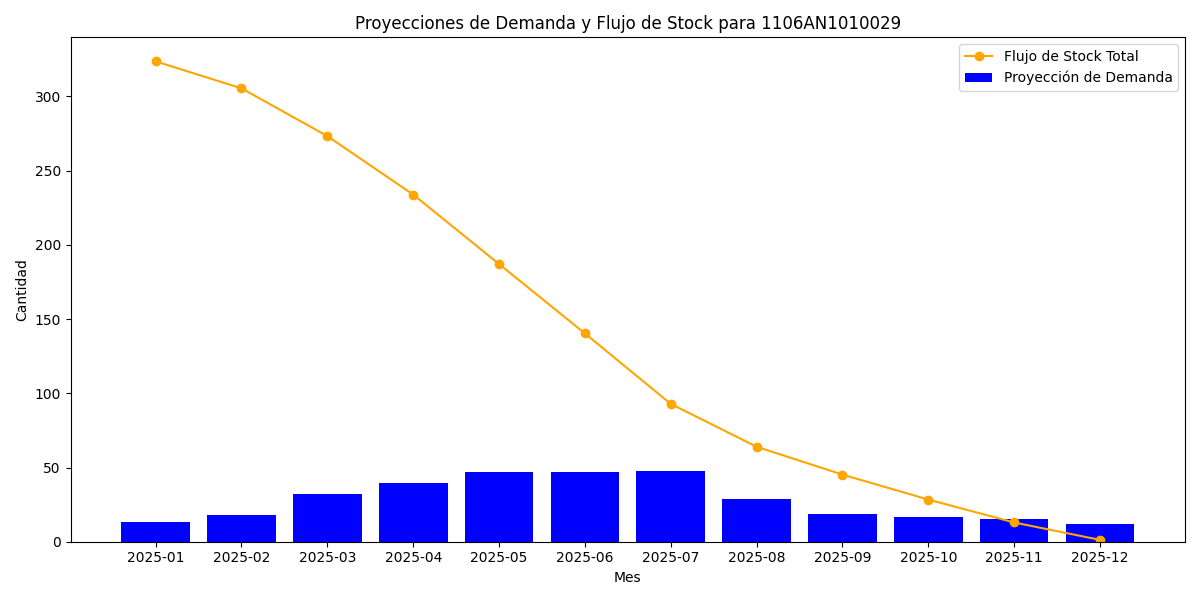 Proyecciones de Demanda y Flujo de Stock para 1106AN1010029
Flujo de Stock Total
Proyección de Demanda
Cantidad
300
250
200
150
100
50
0
2025-01 2025-02 2025-03 2025-04 2025-05 2025-06 2025-07 2025-08 2025-09 2025-10 2025-11 2025-12
Mes